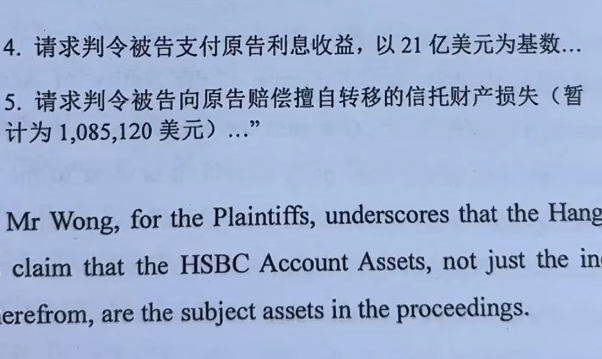 4. 请求判令被告支付原告利息收益，以 21 亿美元为基数…
5. 请求判令被告向原告赔偿擅自转移的信托财产损失（暂
计为 1,085,120 美元）…”
Mr Wong, for the Plaintiffs, underscores that the Hang
claim that the HSBC Account Assets, not just the in
erefrom, are the subject assets in the proceedings.